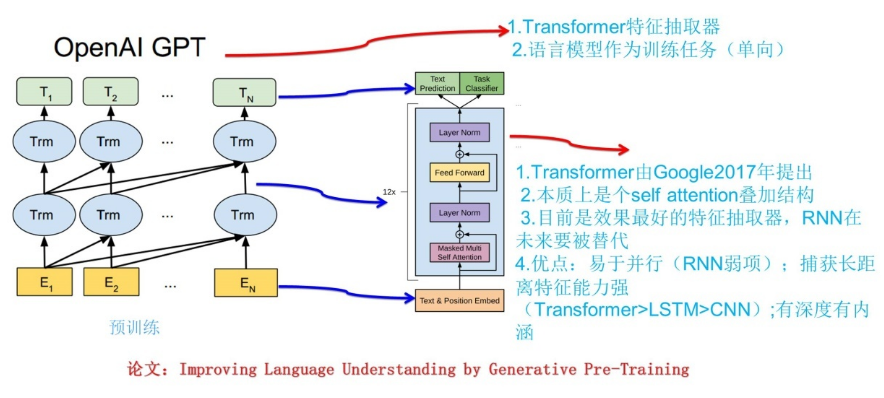 OpenAI GPT
1.Transformer特征抽取器
2.语言模型作为训练任务（单向）
T1 T2 ... TN
Trm Trm ... Trm
Trm Trm ... Trm
E1 E2 ... EN
预训练
Text Prediction
Task Classifier
Layer Norm
Feed Forward
12x
Layer Norm
Masked Multi
Self Attention
Text & Position Embed
...
...
...
1.Transformer由Google2017年提出
2.本质上是个self attention叠加结构
3.目前是效果最好的特征抽取器，RNN在
未来要被替代
4.优点：易于并行（RNN弱项）；捕获长距
离特征能力强
（Transformer>LSTM>CNN）;有深度有内
涵
论文：Improving Language Understanding by Generative Pre-Training